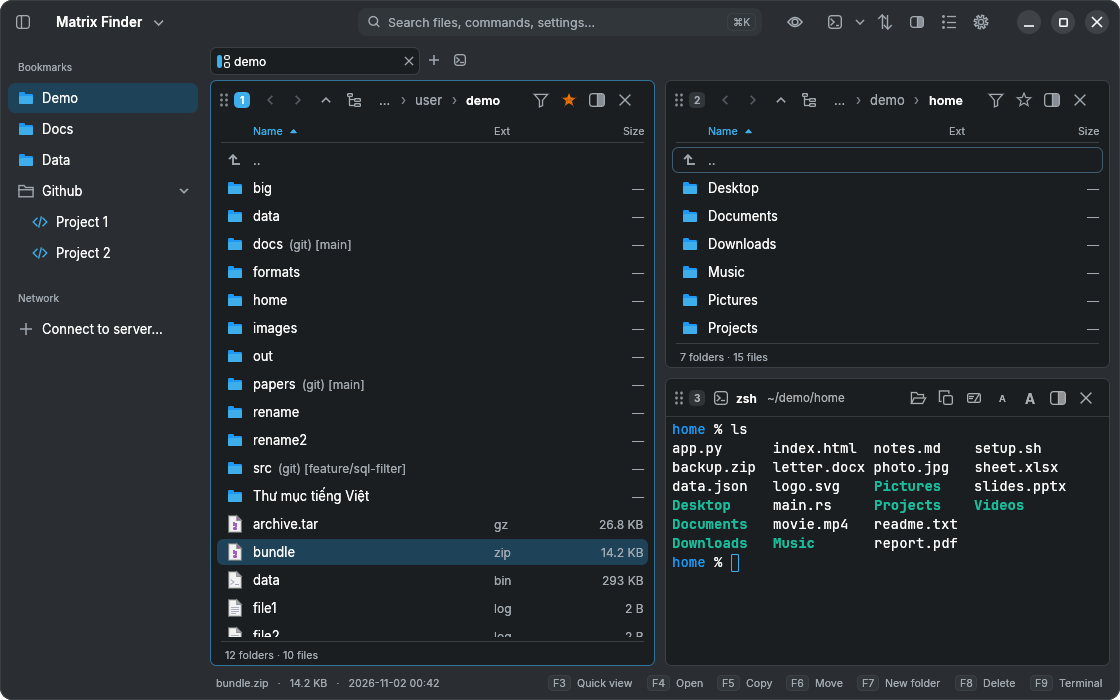 Matrix Finder
Search files, commands, settings... ⌘K
Bookmarks
Demo
Docs
Data
Github
Project 1
Project 2
Network
Connect to server...
demo
1 ... › user › demo
Name Ext Size
..
big —
data —
docs (git) [main] —
formats —
home —
images —
out —
papers (git) [main] —
rename —
rename2 —
src (git) [feature/sql-filter] —
Thư mục tiếng Việt —
archive.tar gz 26.8 KB
bundle zip 14.2 KB
data bin 293 KB
file1 log 2 B
file2 log 2 B
12 folders · 10 files
2 ... › demo › home
Name Ext Size
..
Desktop —
Documents —
Downloads —
Music —
Pictures —
Projects —
7 folders · 15 files
3 zsh ~/demo/home A A
home % ls
app.py index.html notes.md setup.sh
backup.zip letter.docx photo.jpg sheet.xlsx
data.json logo.svg Pictures slides.pptx
Desktop main.rs Projects Videos
Documents movie.mp4 readme.txt
Downloads Music report.pdf
home %
bundle.zip · 14.2 KB · 2026-11-02 00:42 F3 Quick view F4 Open F5 Copy F6 Move F7 New folder F8 Delete F9 Terminal